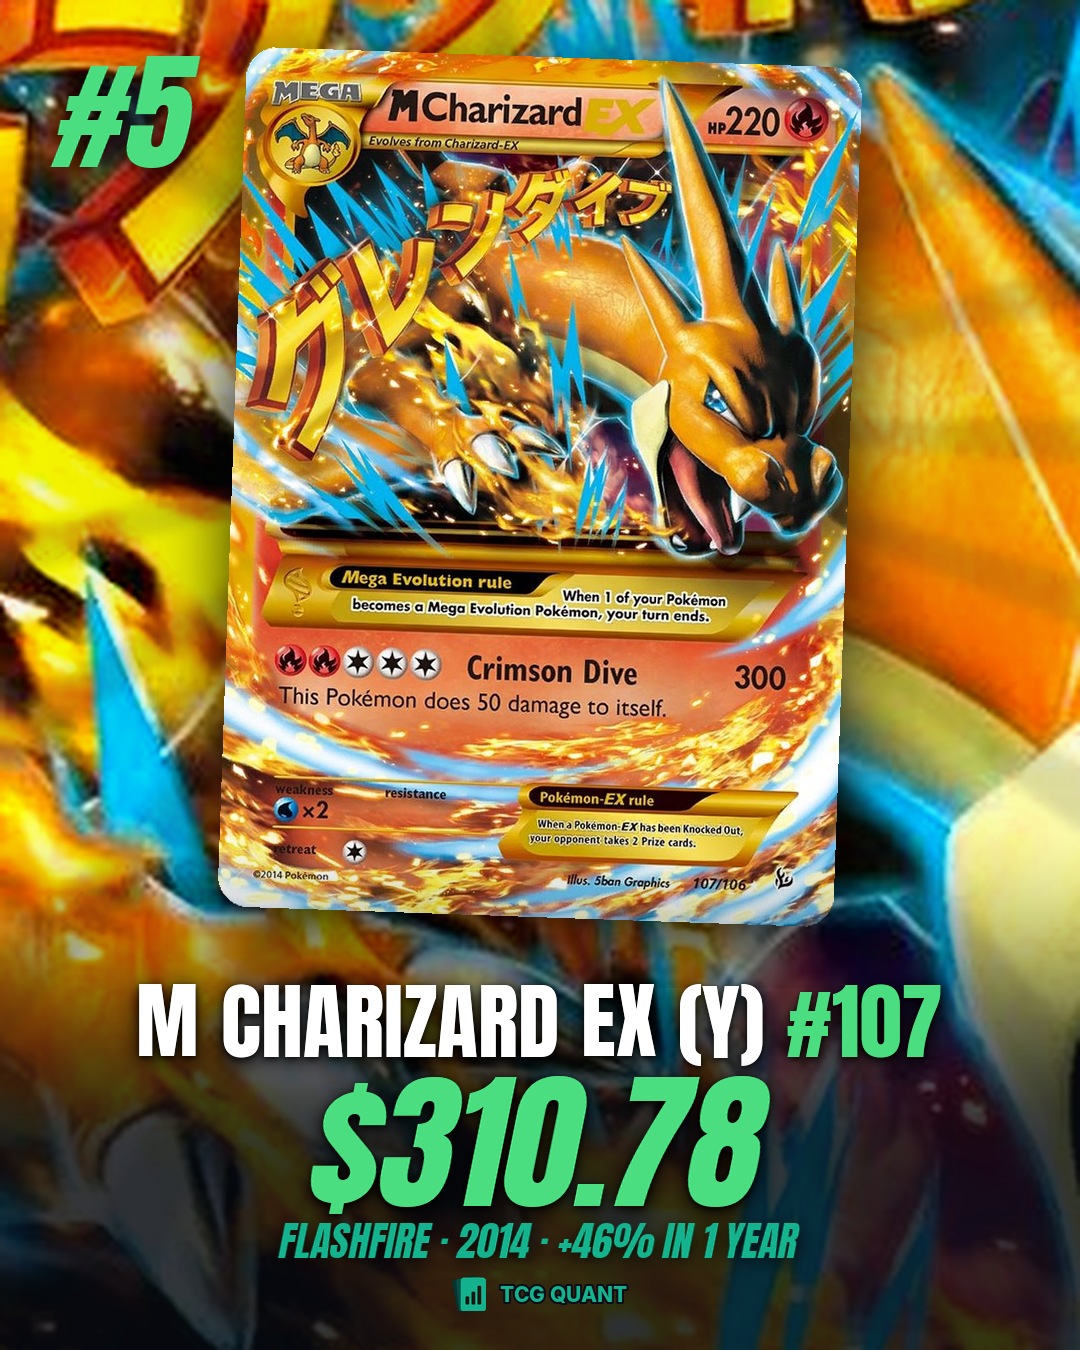 #5
MEGA
MCharizardEX
HP220
Evolves from Charizard-EX
グレンダイブ
Mega Evolution rule
When 1 of your Pokémon
becomes a Mega Evolution Pokémon, your turn ends.
Crimson Dive 300
This Pokémon does 50 damage to itself.
weakness
resistance
×2
retreat
Pokémon-EX rule
When a Pokémon-EX has been Knocked Out,
your opponent takes 2 Prize cards.
©2014 Pokémon
Illus. 5ban Graphics 107/106
M CHARIZARD EX (Y) #107
$310.78
FLASHFIRE · 2014 · +46% IN 1 YEAR
TCG QUANT